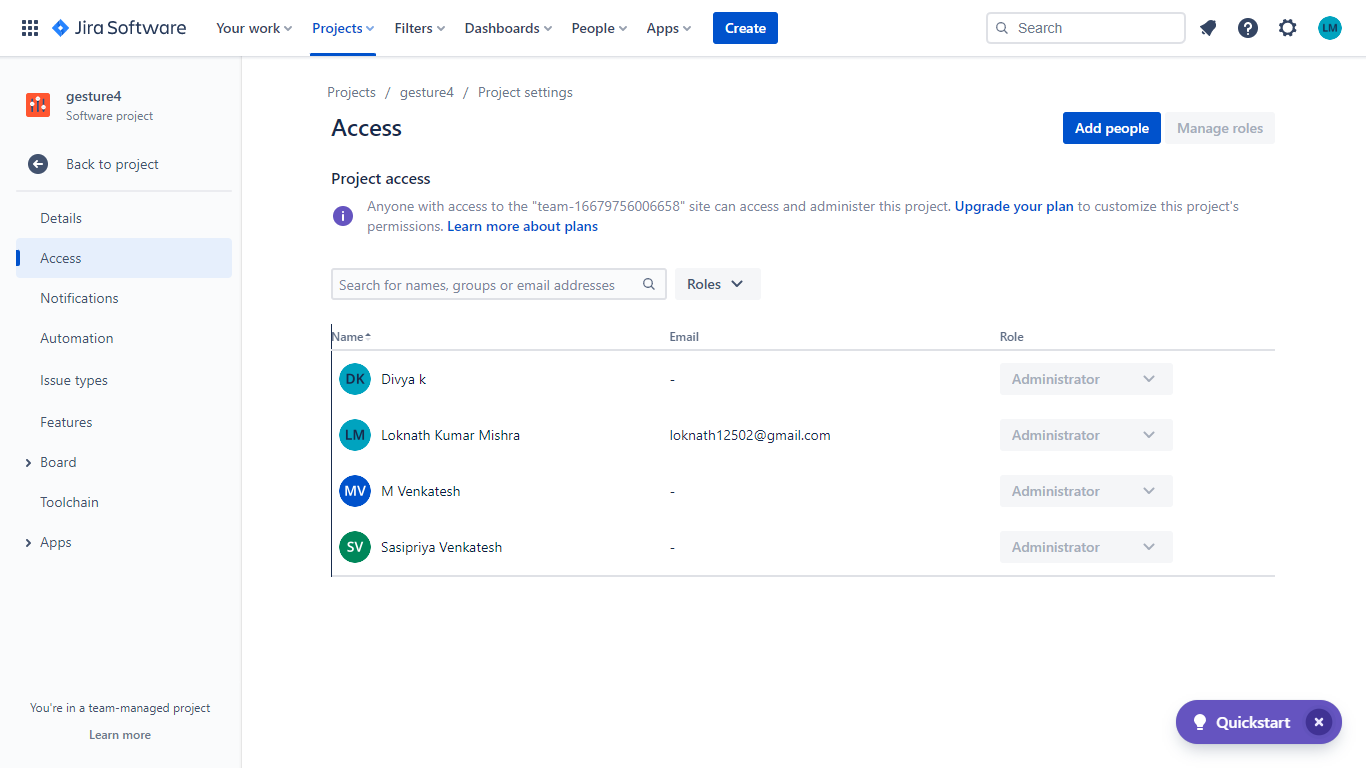 Jira Software
Your work
Projects
Filters
Dashboards
People
Apps
Create
Search
LM
gesture4
Software project
Back to project
Details
Access
Notifications
Automation
Issue types
Features
Board
Toolchain
Apps
You're in a team-managed project
Learn more
Projects / gesture4 / Project settings
Access
Add people
Manage roles
Project access
Anyone with access to the "team-16679756006658" site can access and administer this project. Upgrade your plan to customize this project's
permissions. Learn more about plans
Search for names, groups or email addresses
Roles
Name Email Role
DK Divya k - Administrator
LM Loknath Kumar Mishra loknath12502@gmail.com Administrator
MV M Venkatesh - Administrator
SV Sasipriya Venkatesh - Administrator
Quickstart